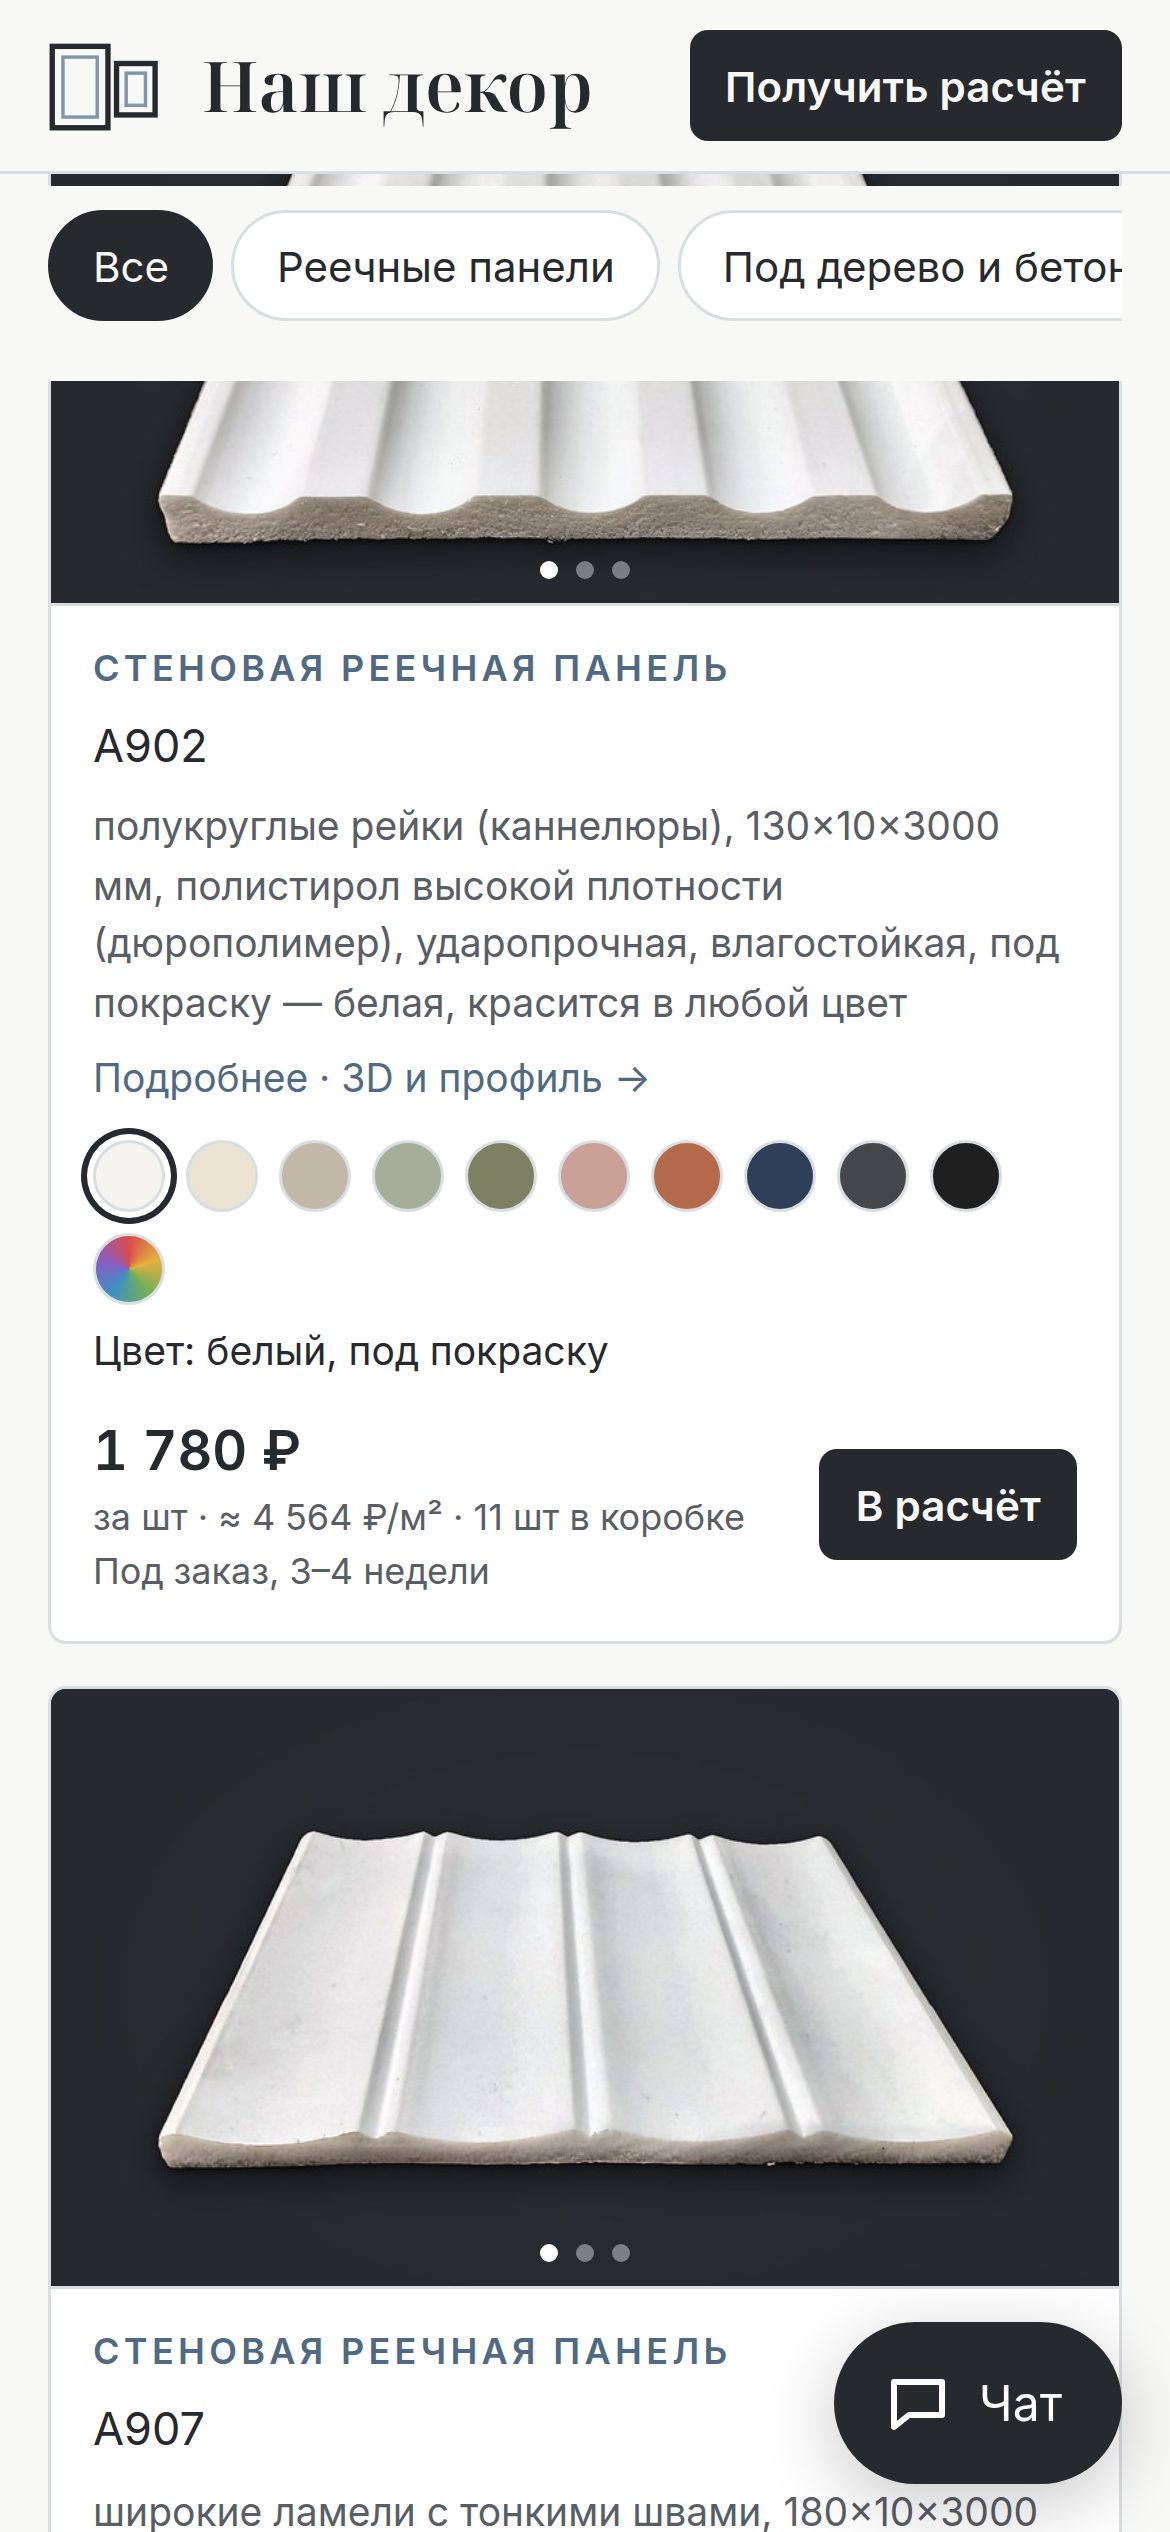 Наш декор
Получить расчёт
Все
Реечные панели
Под дерево и бетон
СТЕНОВАЯ РЕЕЧНАЯ ПАНЕЛЬ
А902
полукруглые рейки (каннелюры), 130×10×3000
мм, полистирол высокой плотности
(дюрополимер), ударопрочная, влагостойкая, под
покраску — белая, красится в любой цвет
Подробнее · 3D и профиль →
Цвет: белый, под покраску
1 780 ₽
за шт · ≈ 4 564 ₽/м² · 11 шт в коробке
Под заказ, 3–4 недели
В расчёт
СТЕНОВАЯ РЕЕЧНАЯ ПАНЕЛЬ
А907
Чат
широкие ламели с тонкими швами, 180×10×3000